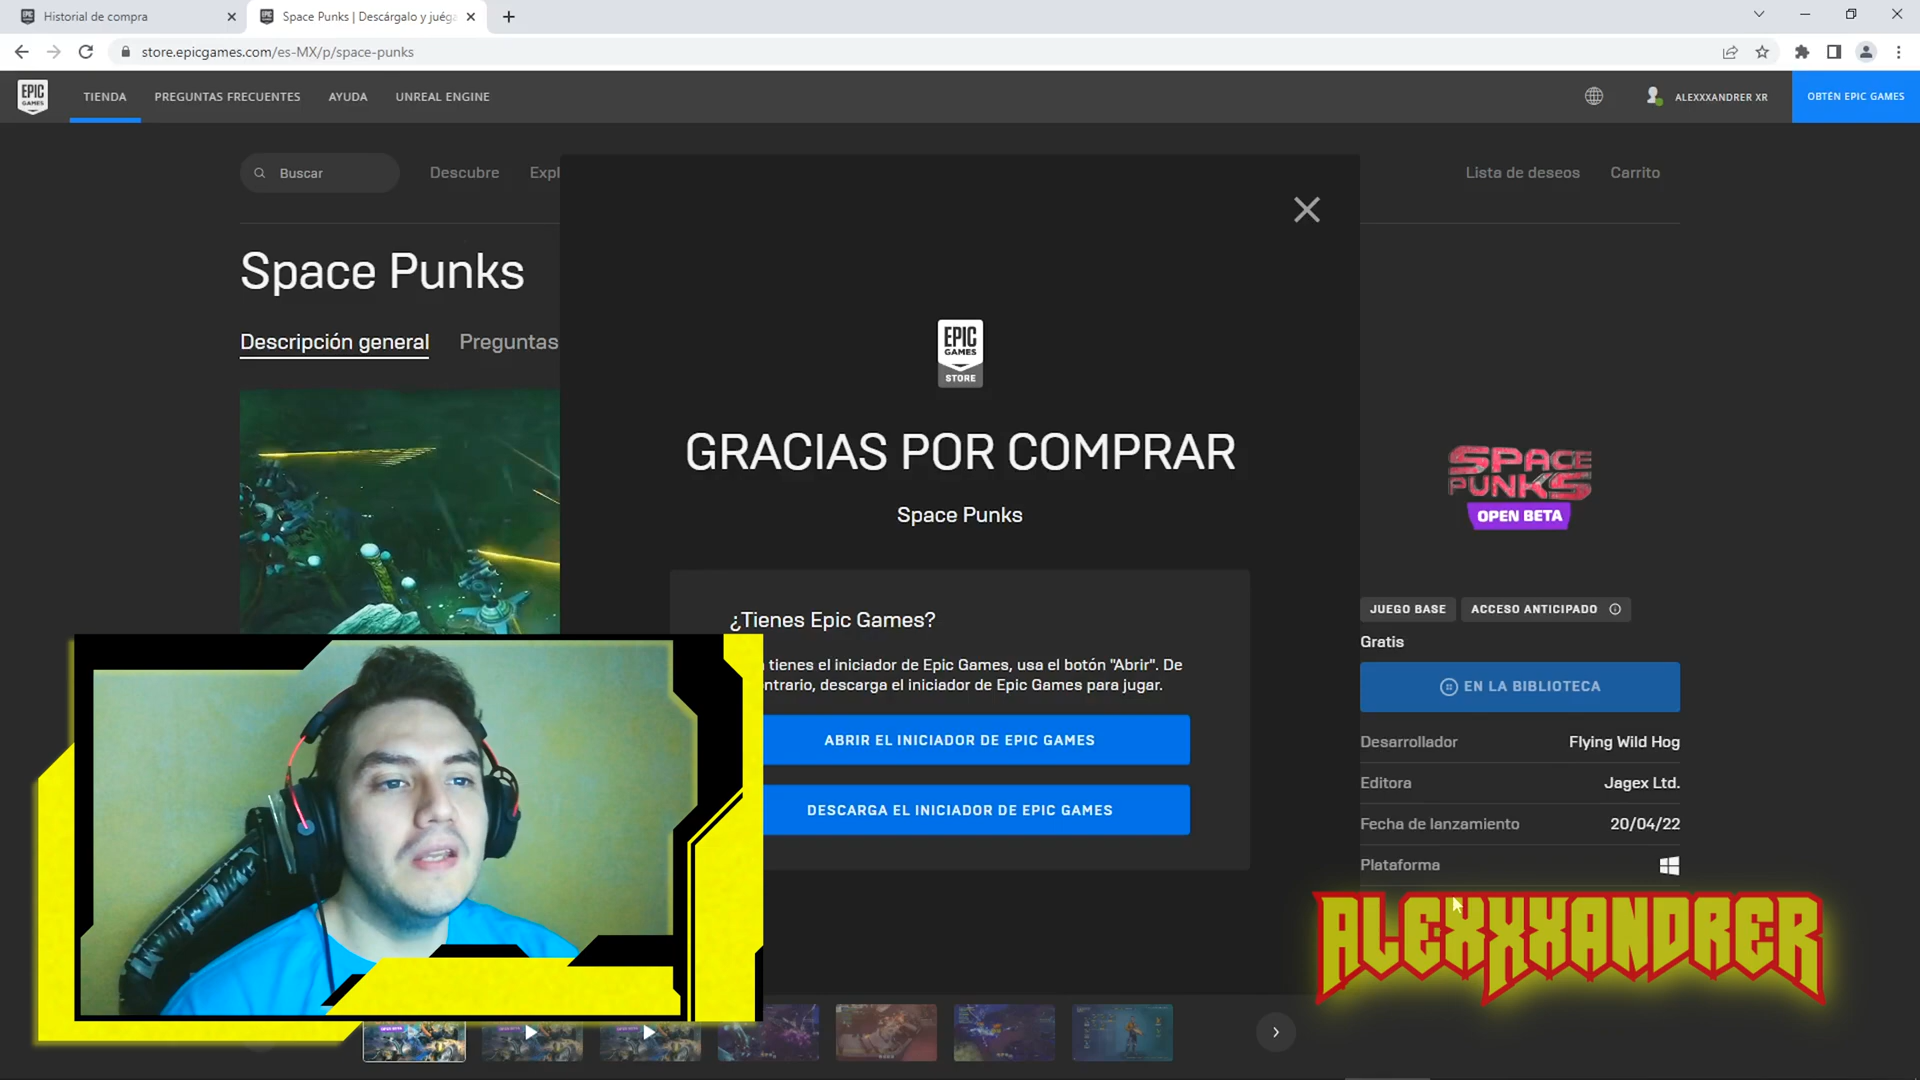 Historial de compra
Space Punks | Descárgalo y juéga
store.epicgames.com/es-MX/p/space-punks
EPIC GAMES
TIENDA
PREGUNTAS FRECUENTES
AYUDA
UNREAL ENGINE
ALEXXXANDRER XR
OBTÉN EPIC GAMES
Buscar
Descubre
Expl
Lista de deseos
Carrito
Space Punks
Descripción general
Preguntas
EPIC GAMES STORE
GRACIAS POR COMPRAR
Space Punks
¿Tienes Epic Games?
tienes el iniciador de Epic Games, usa el botón "Abrir". De
ntrario, descarga el iniciador de Epic Games para jugar.
ABRIR EL INICIADOR DE EPIC GAMES
DESCARGA EL INICIADOR DE EPIC GAMES
SPACE PUNKS
OPEN BETA
JUEGO BASE
ACCESO ANTICIPADO
Gratis
EN LA BIBLIOTECA
Desarrollador
Flying Wild Hog
Editora
Jagex Ltd.
Fecha de lanzamiento
20/04/22
Plataforma
ALEXXXANDRER